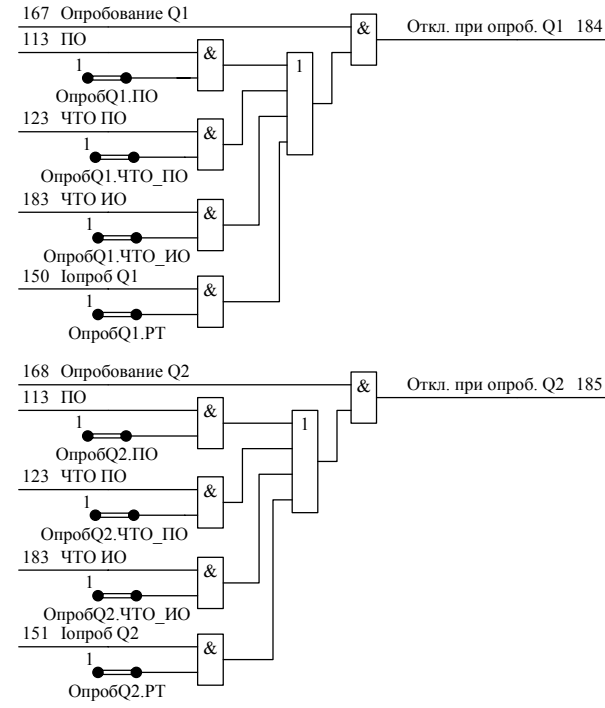 167 Опробование Q1
&
Откл. при опроб. Q1 184
113 ПО
&
1
1
ОпробQ1.ПО
123 ЧТО ПО
&
1
ОпробQ1.ЧТО_ПО
183 ЧТО ИО
&
1
ОпробQ1.ЧТО_ИО
150 Iопроб Q1
&
1
ОпробQ1.РТ
168 Опробование Q2
&
Откл. при опроб. Q2 185
113 ПО
&
1
1
ОпробQ2.ПО
123 ЧТО ПО
&
1
ОпробQ2.ЧТО_ПО
183 ЧТО ИО
&
1
ОпробQ2.ЧТО_ИО
151 Iопроб Q2
&
1
ОпробQ2.РТ